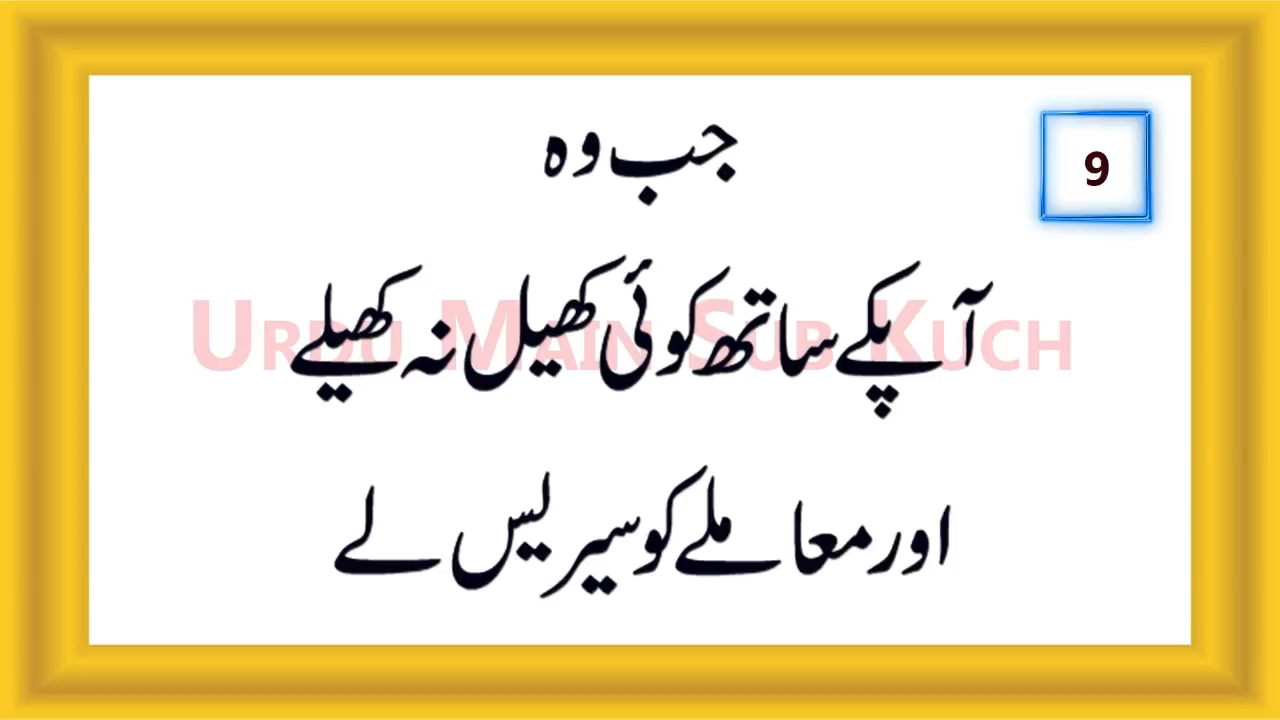 9
جب وہ
آپکے ساتھ کوئی کھیل نہ کھیلے
URDU MAIN SUB KUCH
اور معاملے کو سیریس لے